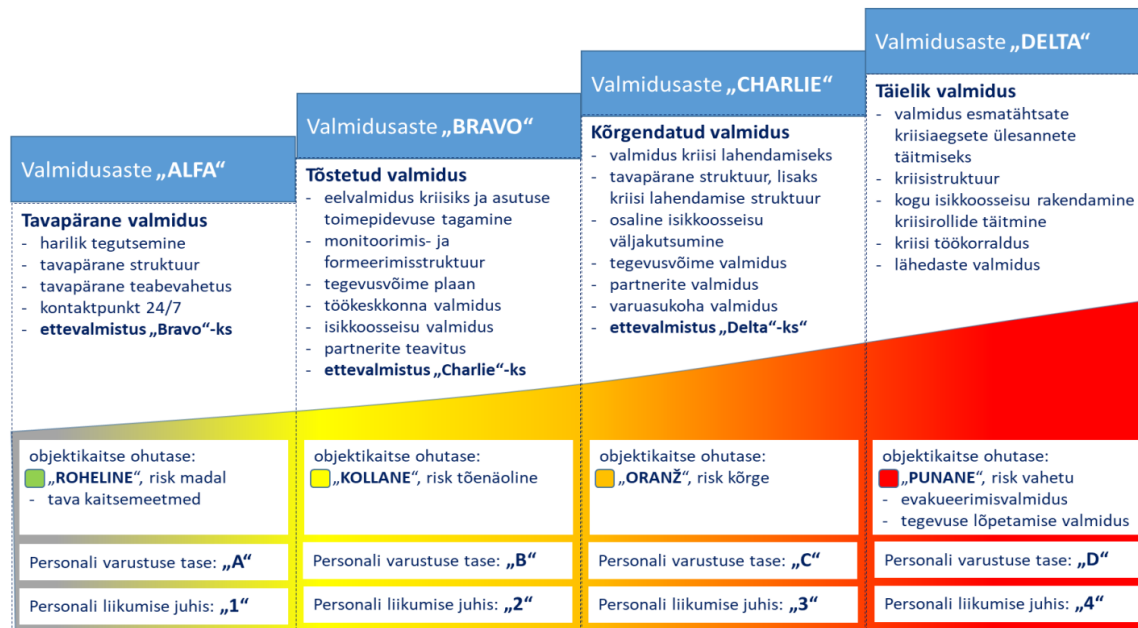 Valmidusaste „ALFA“
Tavapärane valmidus
- harilik tegutsemine
- tavapärane struktuur
- tavapärane teabevahetus
- kontaktpunkt 24/7
- ettevalmistus „Bravo“-ks
objektikaitse ohutase:
„ROHELINE“, risk madal
- tava kaitsemeetmed
Personali varustuse tase: „A“
Personali liikumise juhis: „1“
Valmidusaste „BRAVO“
Tõstetud valmidus
- eelvalmidus kriisiks ja asutuse
toimepidevuse tagamine
- monitoorimis- ja
formeerimisstruktuur
- tegevusvõime plaan
- töökeskkonna valmidus
- isikkoosseisu valmidus
- partnerite teavitus
- ettevalmistus „Charlie“-ks
objektikaitse ohutase:
„KOLLANE“, risk tõenäoline
Personali varustuse tase: „B“
Personali liikumise juhis: „2“
Valmidusaste „CHARLIE“
Kõrgendatud valmidus
- valmidus kriisi lahendamiseks
- tavapärane struktuur, lisaks
kriisi lahendamise struktuur
- osaline isikkoosseisu
väljakutsumine
- tegevusvõime valmidus
- partnerite valmidus
- varuasukoha valmidus
- ettevalmistus „Delta“-ks“
objektikaitse ohutase:
„ORANŽ“, risk kõrge
Personali varustuse tase: „C“
Personali liikumise juhis: „3“
Valmidusaste „DELTA“
Täielik valmidus
- valmidus esmatähtsate
kriisiaegsete ülesannete
täitmiseks
- kriisistruktuur
- kogu isikkoosseisu rakendamine
kriisirollide täitmine
- kriisi töökorraldus
- lähedaste valmidus
objektikaitse ohutase:
„PUNANE“, risk vahetu
- evakueerimisvalmidus
- tegevuse lõpetamise valmidus
Personali varustuse tase: „D“
Personali liikumise juhis: „4“